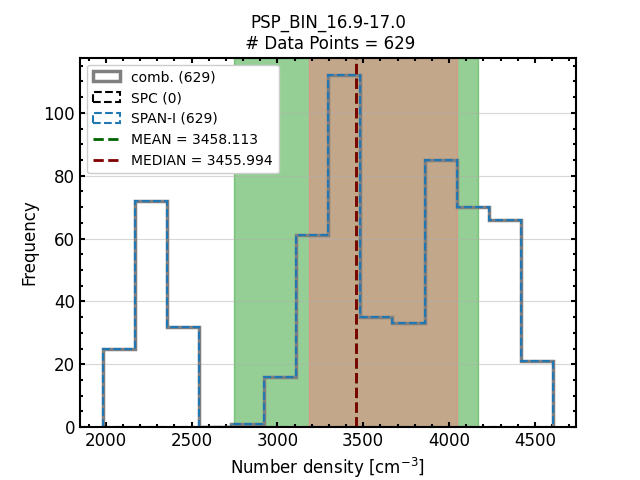 PSP_BIN_16.9-17.0
# Data Points = 629
comb. (629)
SPC (0)
SPAN-I (629)
MEAN = 3458.113
MEDIAN = 3455.994
Frequency
100
80
60
40
20
0
2000 2500 3000 3500 4000 4500
Number density [cm⁻³]